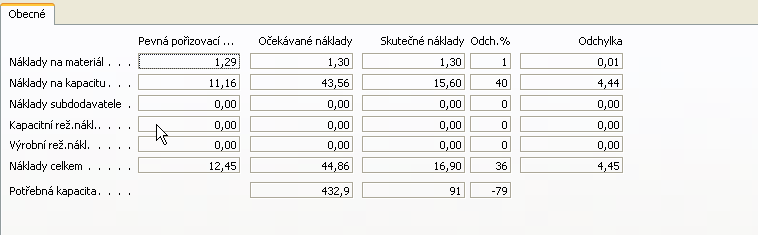 Obecné
Pevná pořizovací ... Očekávané náklady Skutečné náklady Odch.% Odchylka
Náklady na materiál . . . 1,29 1,30 1,30 1 0,01
Náklady na kapacitu . . . 11,16 43,56 15,60 40 4,44
Náklady subdodavatele . 0,00 0,00 0,00 0 0,00
Kapacitní rež.nákl. . . . . 0,00 0,00 0,00 0 0,00
Výrobní rež.nákl. . . . . 0,00 0,00 0,00 0 0,00
Náklady celkem . . . . . 12,45 44,86 16,90 36 4,45
Potřebná kapacita . . . . 432,9 91 -79